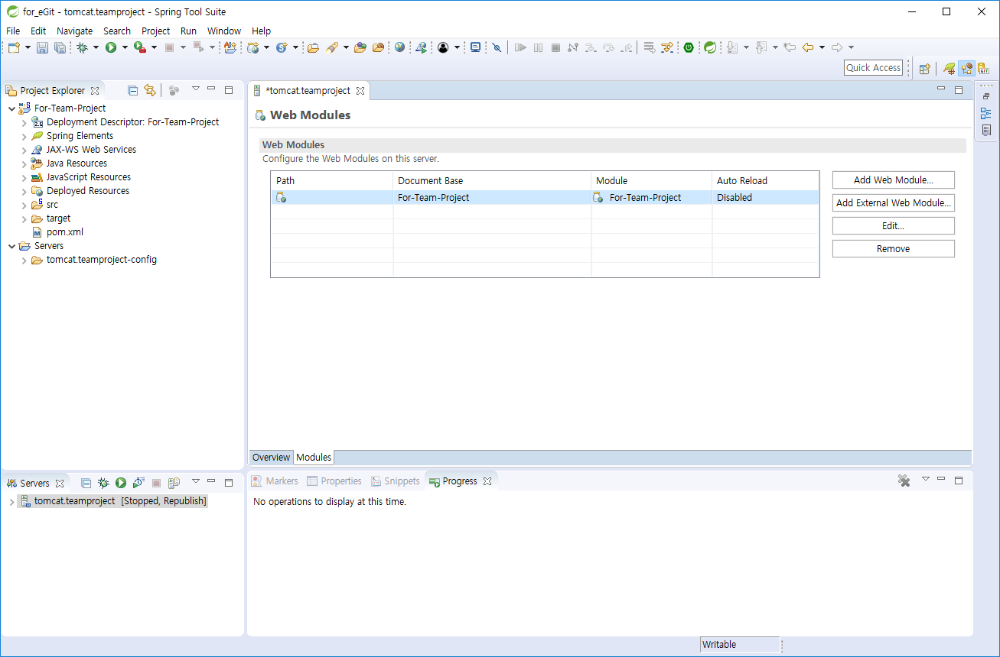 for_eGit - tomcat.teamproject - Spring Tool Suite
File Edit Navigate Search Project Run Window Help
Quick Access
GIT
Project Explorer
For-Team-Project
2.5 Deployment Descriptor: For-Team-Project
Spring Elements
JAX-WS Web Services
Java Resources
JavaScript Resources
Deployed Resources
src
target
pom.xml
Servers
tomcat.teamproject-config
*tomcat.teamproject
Web Modules
Web Modules
Configure the Web Modules on this server.
Path Document Base Module Auto Reload
For-Team-Project For-Team-Project Disabled
Add Web Module...
Add External Web Module...
Edit...
Remove
Overview Modules
Servers
tomcat.teamproject [Stopped, Republish]
Markers Properties Snippets Progress
No operations to display at this time.
Writable